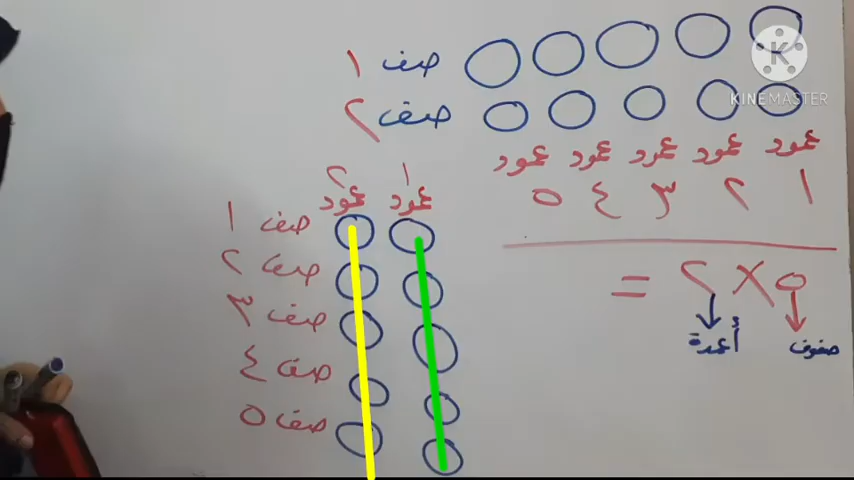 صف ١
صف ٢
عمود عمود عمود عمود عمود
١ ٢ ٣ ٤ ٥
٥ × ٢ =
صفوف أعمدة
١ ٢
عمود عمود
صف ١
صف ٢
صف ٣
صف ٤
صف ٥
K
KINEMASTER